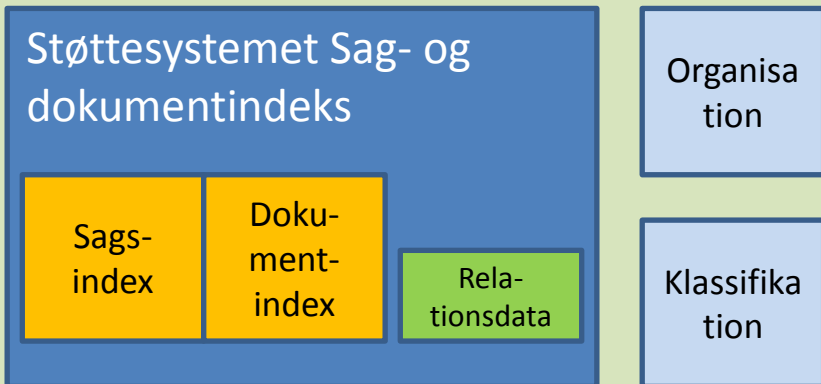 Støttesystemet Sag- og
dokumentindeks
Sags-
index
Doku-
ment-
index
Rela-
tionsdata
Organisa
tion
Klassifika
tion